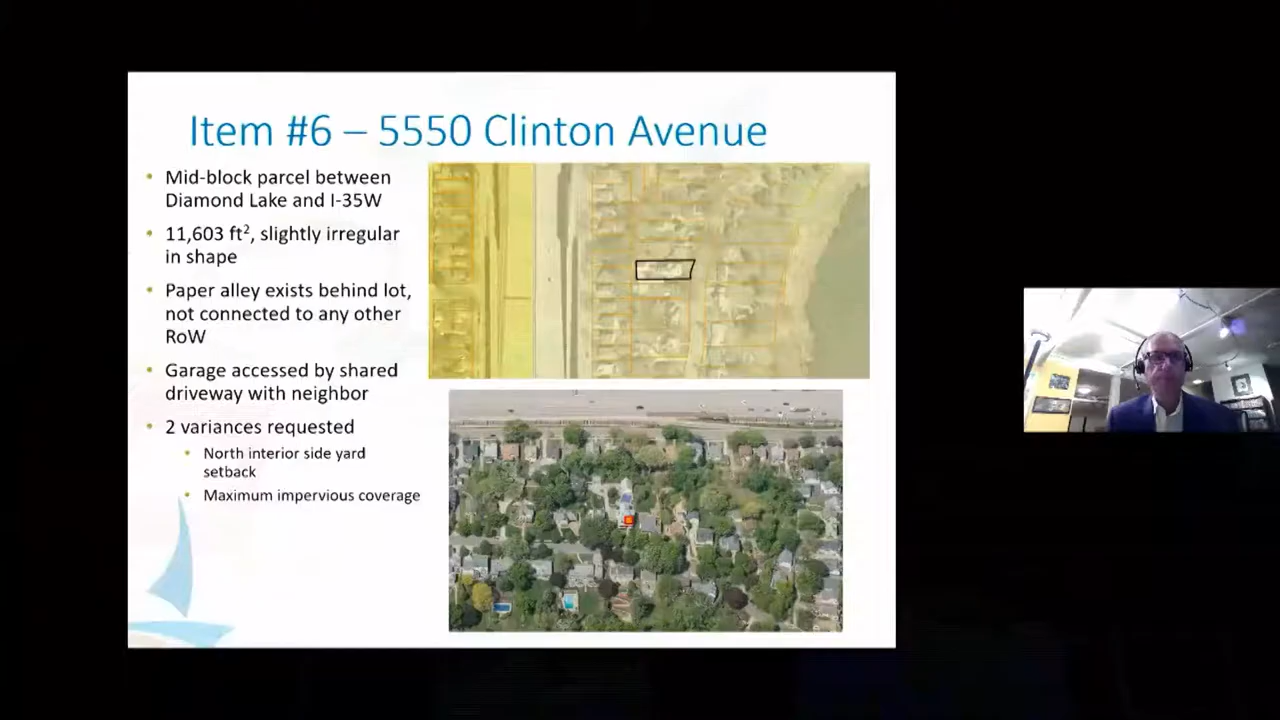 Item #6 – 5550 Clinton Avenue
Mid-block parcel between
Diamond Lake and I-35W
11,603 ft², slightly irregular
in shape
Paper alley exists behind lot,
not connected to any other
RoW
Garage accessed by shared
driveway with neighbor
2 variances requested
North interior side yard
setback
Maximum impervious coverage